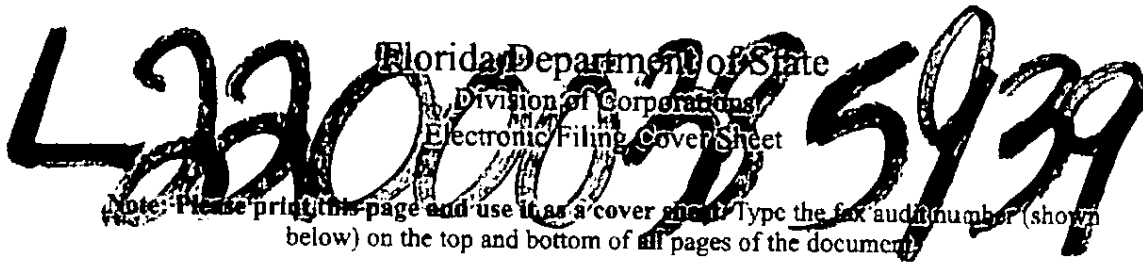 L22000385939
Florida Department of State
Division of Corporations
Electronic Filing Cover Sheet
Note: Please print this page and use it as a cover sheet. Type the fax audit number (shown
below) on the top and bottom of all pages of the document.